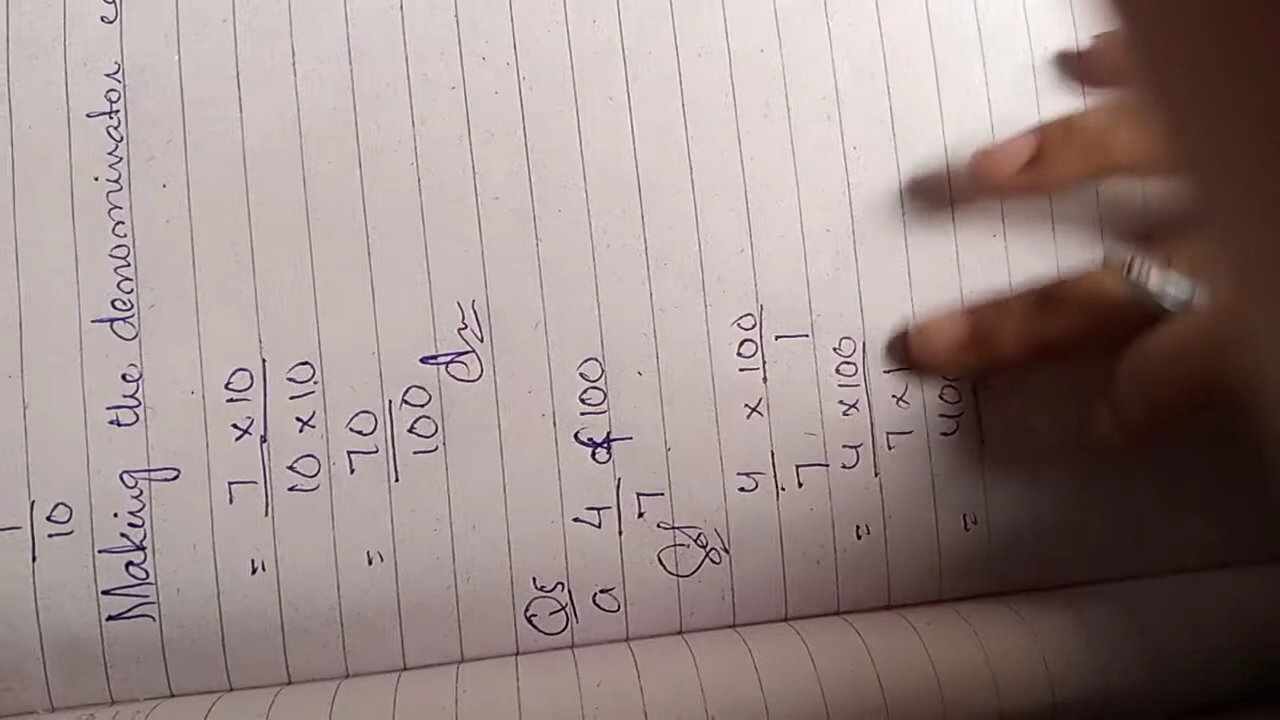 1
10
Making the denominator
= 7 × 10
10 × 10
= 70
100
Ans
Q5
a 4 of 100
7
Sol
4 × 100
7 1
= 4 × 100
7 ×
=